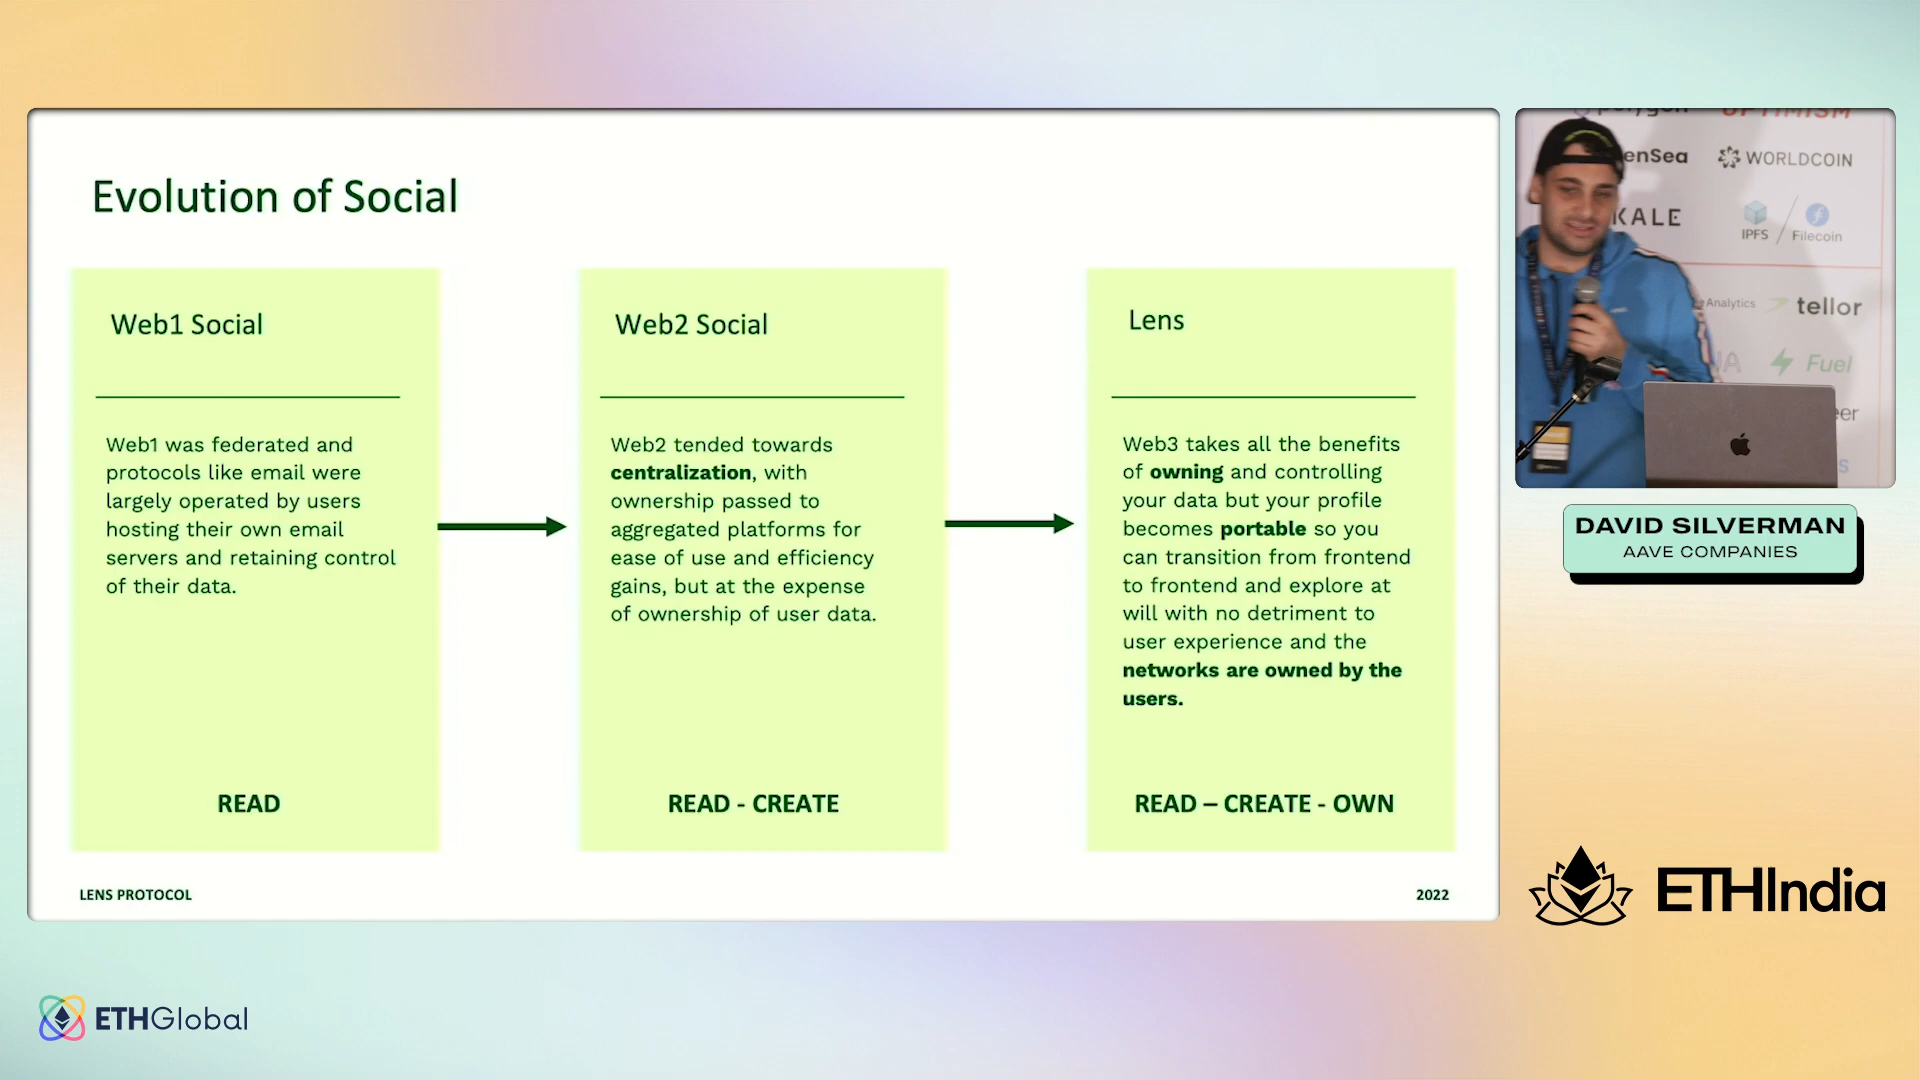 Evolution of Social
Web1 Social
Web1 was federated and
protocols like email were
largely operated by users
hosting their own email
servers and retaining control
of their data.
READ
Web2 Social
Web2 tended towards
centralization, with
ownership passed to
aggregated platforms for
ease of use and efficiency
gains, but at the expense
of ownership of user data.
READ - CREATE
Lens
Web3 takes all the benefits
of owning and controlling
your data but your profile
becomes portable so you
can transition from frontend
to frontend and explore at
will with no detriment to
user experience and the
networks are owned by the
users.
READ – CREATE - OWN
LENS PROTOCOL
2022
polygon
OPTIMISM
enSea
WORLDCOIN
KALE
IPFS
Filecoin
Analytics
tellor
Fuel
DAVID SILVERMAN
AAVE COMPANIES
ETHIndia
ETHGlobal